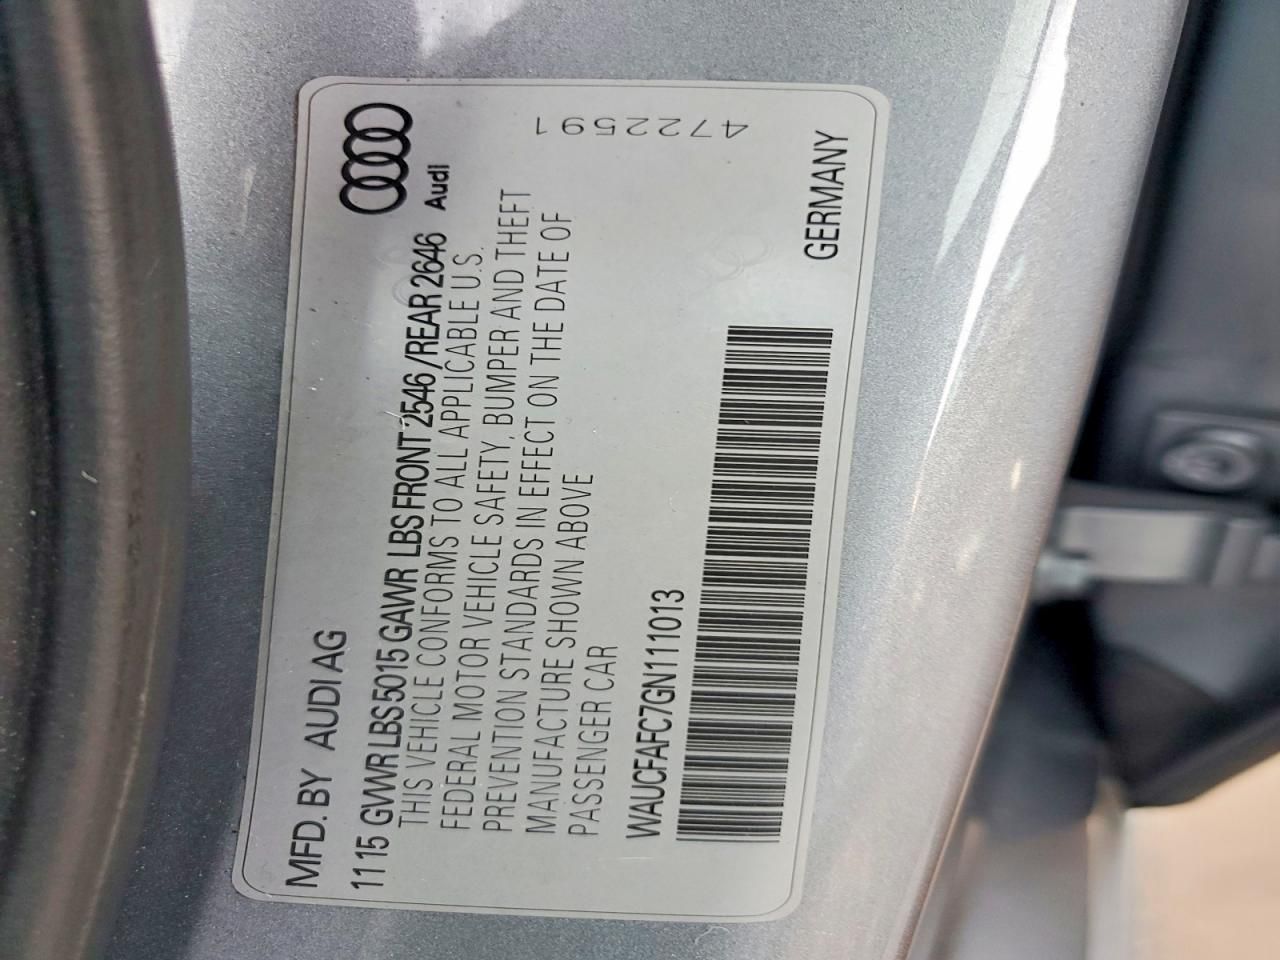 MFD. BY AUDI AG
1115 GVWR LBS 5015 GAWR LBS FRONT 2546 /REAR 2646
Audi
THIS VEHICLE CONFORMS TO ALL APPLICABLE U.S.
FEDERAL MOTOR VEHICLE SAFETY, BUMPER AND THEFT
PREVENTION STANDARDS IN EFFECT ON THE DATE OF
MANUFACTURE SHOWN ABOVE
PASSENGER CAR
4722591
WAUCFAFC7GN111013
GERMANY